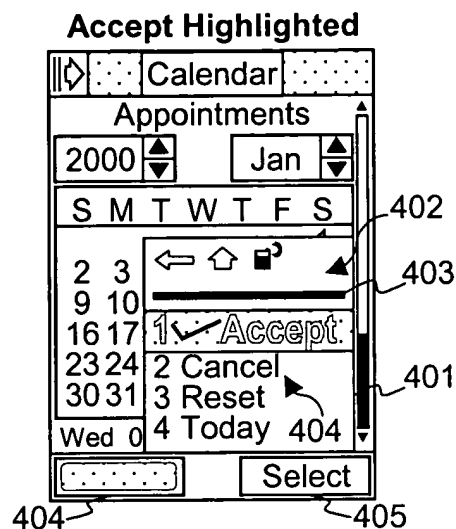 Accept Highlighted
Calendar
Appointments
2000 Jan
S M T W T F S
402
2 3
403
9 10
16 17 1 Accept
23 24 2 Cancel
401
30 31 3 Reset
Wed 0 4 Today 404
Select
404 405